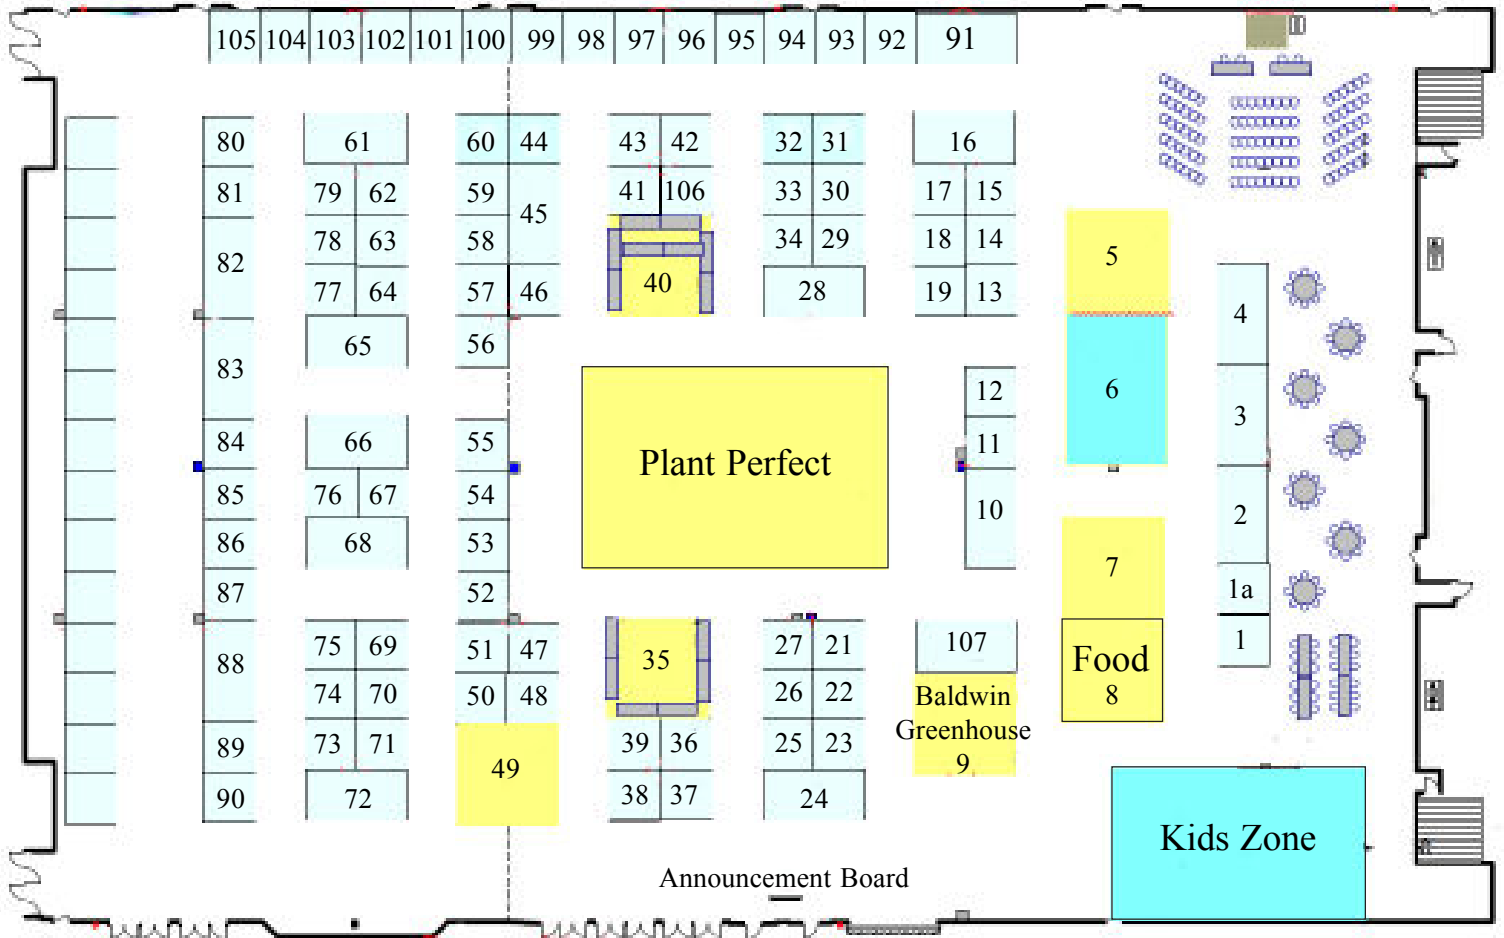 105 104 103 102 101 100 99 98 97 96 95 94 93 92 91
80 61 60 44 43 42 32 31 16
81 79 62 59 45 41 106 33 30 17 15
82 78 63 58 34 29 18 14 5
77 64 57 46 40 28 19 13 4
83 65 56 12 6
84 66 55 Plant Perfect 11 3
85 76 67 54 10 2
86 68 53 7
87 52 1a
88 75 69 51 47 35 27 21 107 Food 1
74 70 50 48 26 22 Baldwin 8
Greenhouse
89 73 71 49 39 36 25 23 9
90 72 38 37 24
Kids Zone
Announcement Board